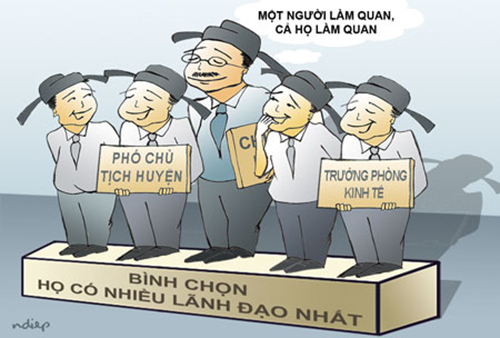 MỘT NGƯỜI LÀM QUAN,
CẢ HỌ LÀM QUAN
PHÓ CHỦ
TỊCH HUYỆN
CH
TRƯỞNG PHÒNG
KINH TẾ
BÌNH CHỌN
HỌ CÓ NHIỀU LÃNH ĐẠO NHẤT
ndiep